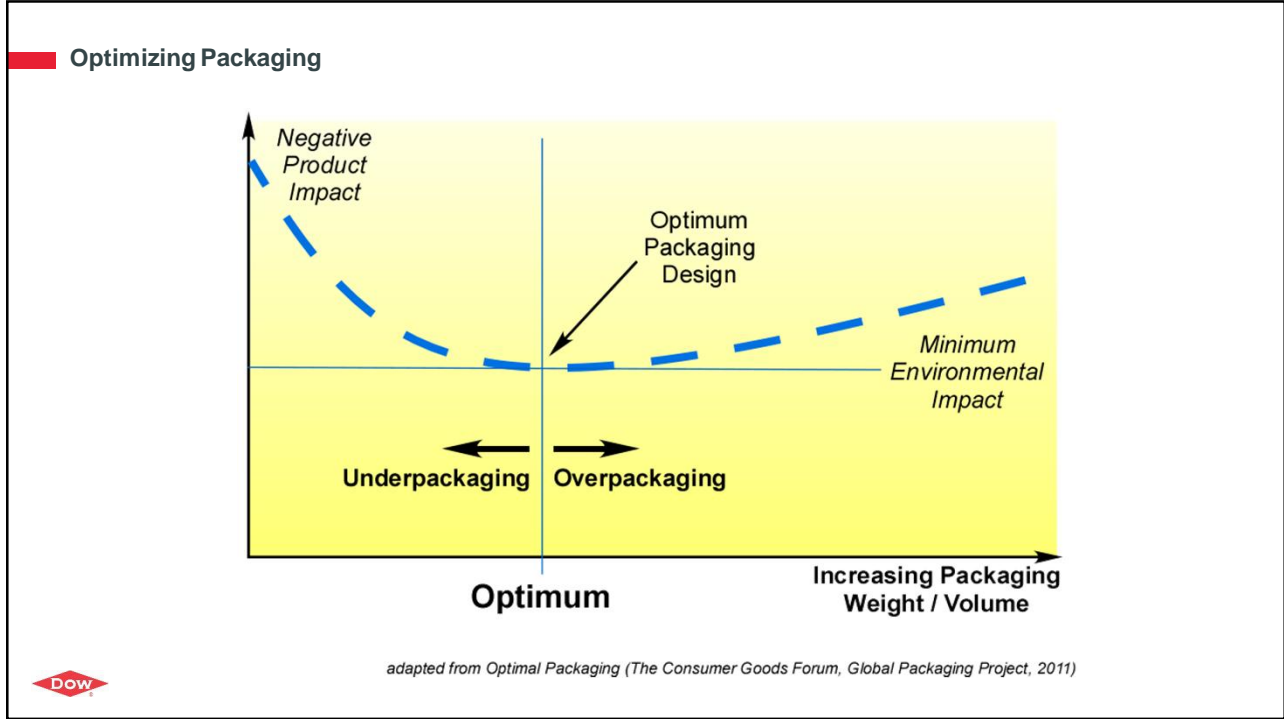 Optimizing Packaging
Negative
Product
Impact
Optimum
Packaging
Design
Minimum
Environmental
Impact
Underpackaging
Overpackaging
Optimum
Increasing Packaging
Weight / Volume
adapted from Optimal Packaging (The Consumer Goods Forum, Global Packaging Project, 2011)
DOW